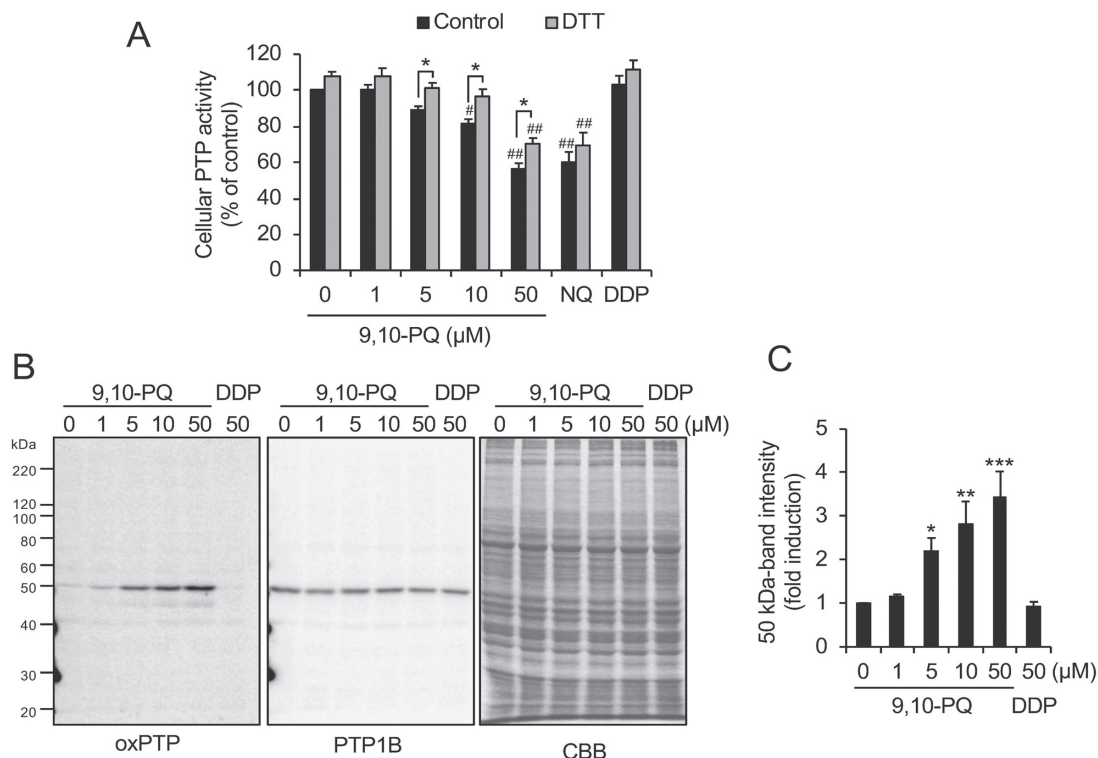 A
Control DTT
Cellular PTP activity
(% of control)
120
100
80
60
40
20
0
* * *
# ## ## ## ##
0 1 5 10 50 NQ DDP
9,10-PQ (µM)
B
9,10-PQ DDP 9,10-PQ DDP 9,10-PQ DDP
0 1 5 10 50 50 0 1 5 10 50 50 0 1 5 10 50 50 (µM)
kDa
220
120
100
80
60
50
40
30
20
oxPTP PTP1B CBB
C
50 kDa-band intensity
(fold induction)
5
4
3
2
1
0
* ** ***
0 1 5 10 50 50 (µM)
9,10-PQ DDP